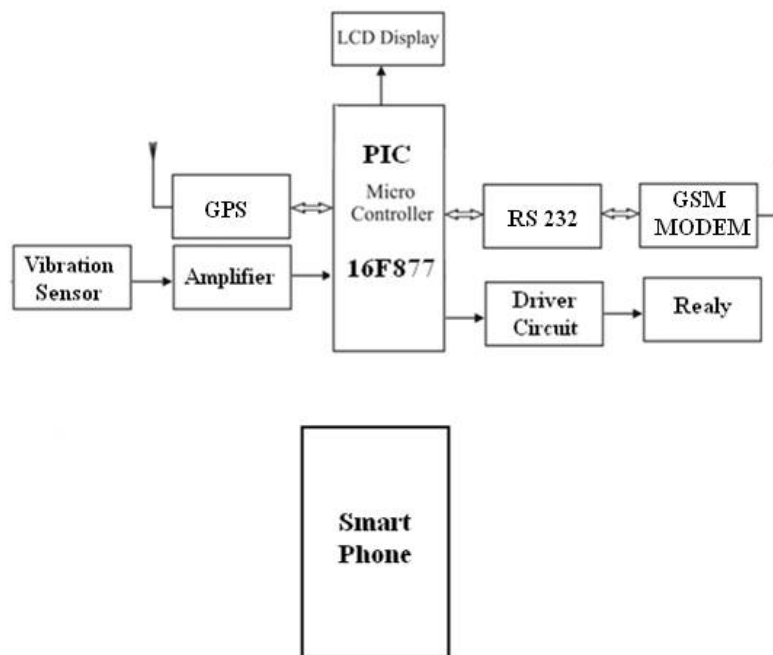 LCD Display
PIC
Micro
Controller
16F877
GPS
RS 232
GSM
MODEM
Vibration
Sensor
Amplifier
Driver
Circuit
Realy
Smart
Phone